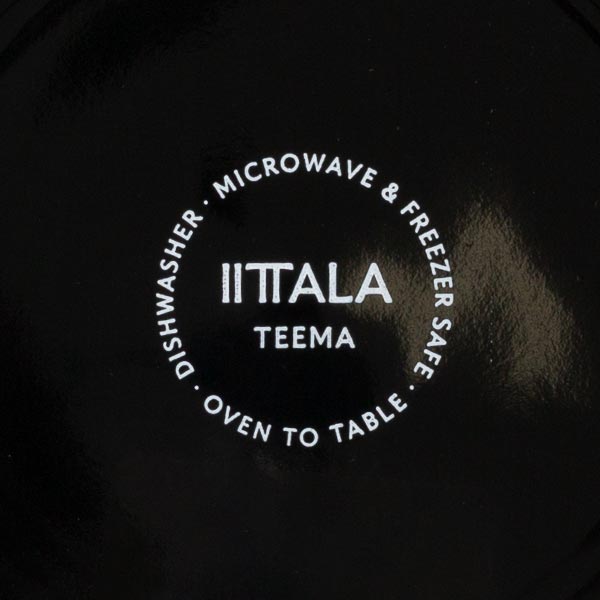 DISHWASHER · MICROWAVE & FREEZER SAFE ·
IITTALA
TEEMA
OVEN TO TABLE ·